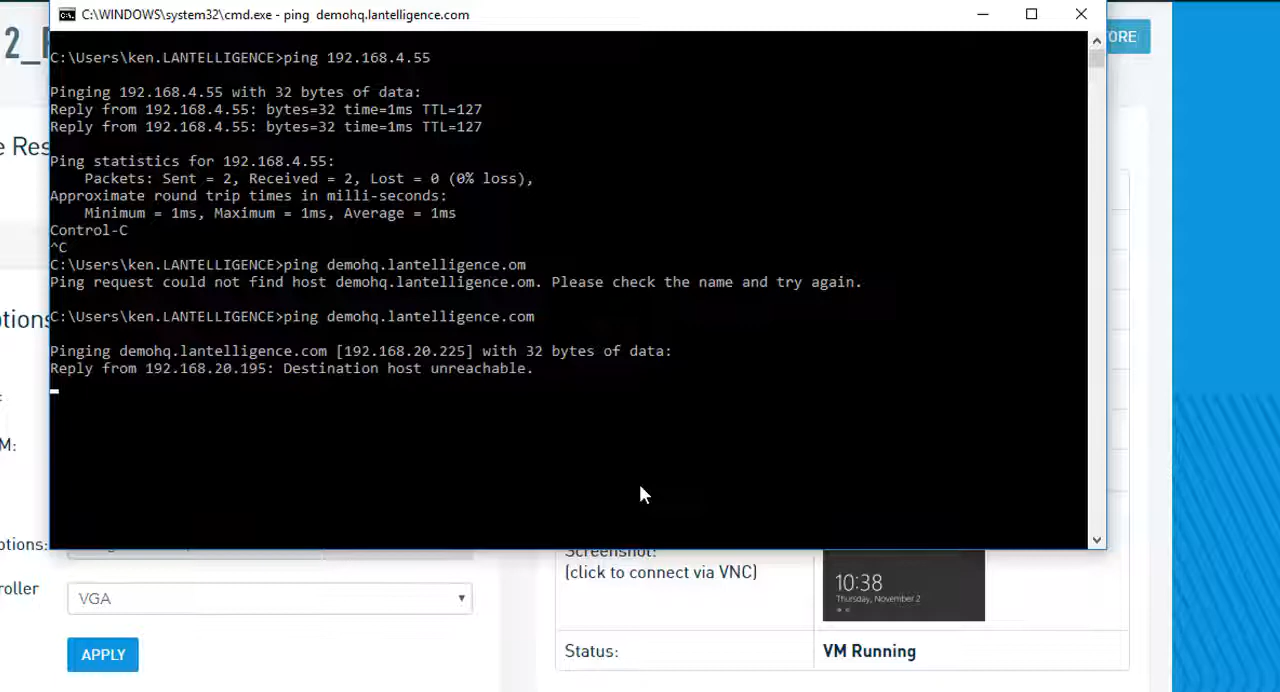 C:\WINDOWS\system32\cmd.exe - ping  demohq.lantelligence.com
2_
ORE
C:\Users\ken.LANTELLIGENCE>ping 192.168.4.55
Pinging 192.168.4.55 with 32 bytes of data:
Reply from 192.168.4.55: bytes=32 time=1ms TTL=127
Reply from 192.168.4.55: bytes=32 time=1ms TTL=127
e Res
Ping statistics for 192.168.4.55:
Packets: Sent = 2, Received = 2, Lost = 0 (0% loss),
Approximate round trip times in milli-seconds:
Minimum = 1ms, Maximum = 1ms, Average = 1ms
Control-C
^C
C:\Users\ken.LANTELLIGENCE>ping demohq.lantelligence.om
Ping request could not find host demohq.lantelligence.om. Please check the name and try again.
ptions
C:\Users\ken.LANTELLIGENCE>ping demohq.lantelligence.com
Pinging demohq.lantelligence.com [192.168.20.225] with 32 bytes of data:
Reply from 192.168.20.195: Destination host unreachable.
M:
ptions:
Screenshot:
(click to connect via VNC)
10:38
Thursday, November 2
roller
VGA
APPLY
Status:
VM Running